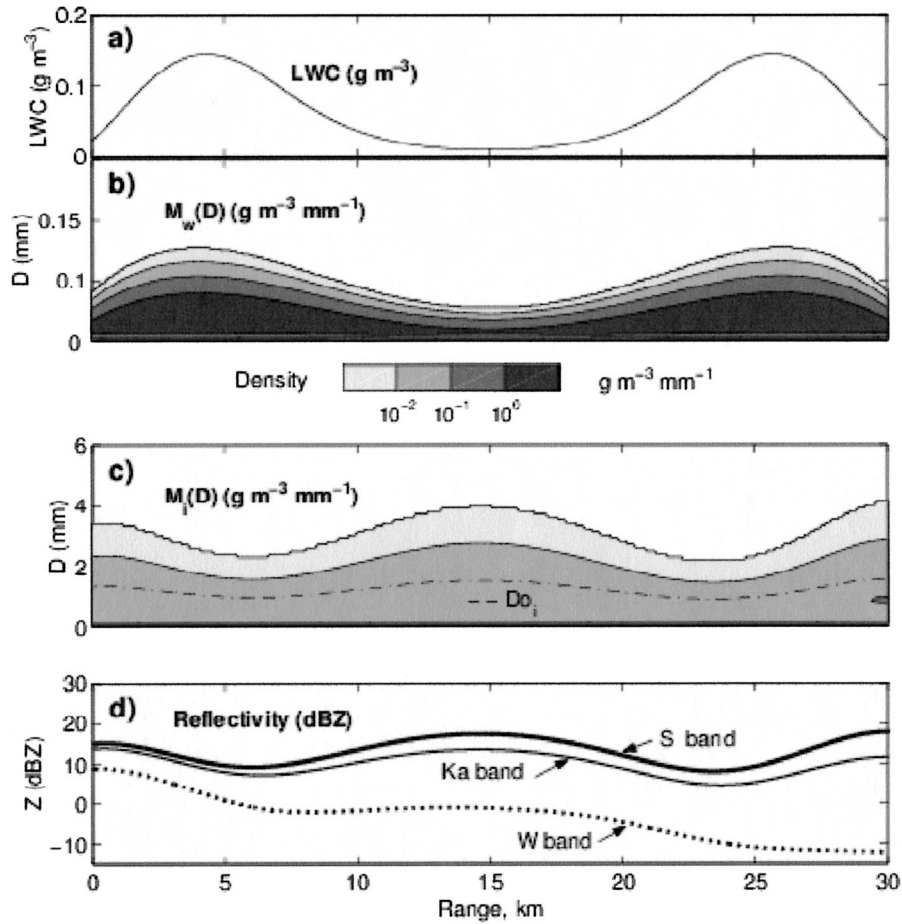 0.2
a)
LWC (g m⁻³)
0.1
LWC (g m⁻³)
0
b)
M_w(D) (g m⁻³ mm⁻¹)
0.15
D (mm)
0.1
0
Density
g m⁻³ mm⁻¹
10⁻² 10⁻¹ 10⁰
6
c)
M_i(D) (g m⁻³ mm⁻¹)
D (mm)
4
2
Do_i
0
30
d)
Reflectivity (dBZ)
20
S band
Z (dBZ)
10
Ka band
0
W band
−10
0 5 10 15 20 25 30
Range, km